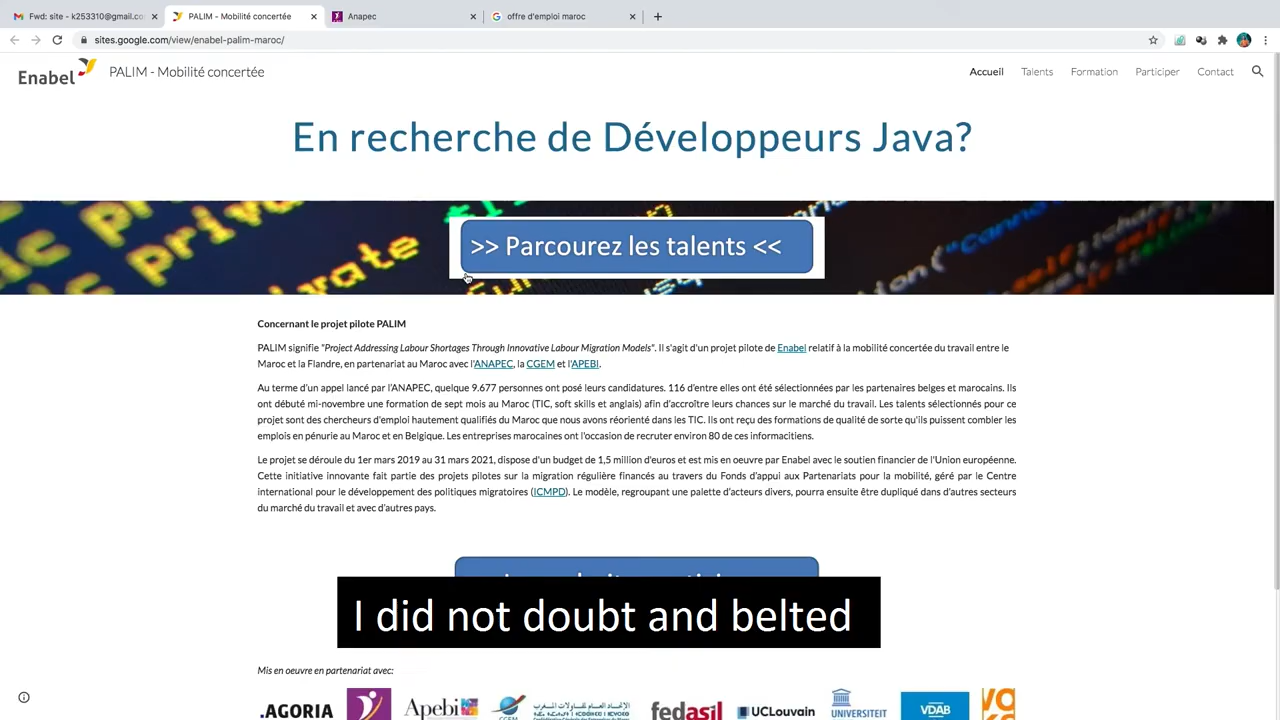 Fwd: site - k253310@gmail.co
PALIM - Mobilité concertée
Anapec
offre d'emploi maroc
sites.google.com/view/enabel-palim-maroc/
Enabel
PALIM - Mobilité concertée
Accueil
Talents
Formation
Participer
Contact
En recherche de Développeurs Java?
>> Parcourez les talents <<
Concernant le projet pilote PALIM
PALIM signifie "Project Addressing Labour Shortages Through Innovative Labour Migration Models". Il s'agit d'un projet pilote de Enabel relatif à la mobilité concertée du travail entre le
Maroc et la Flandre, en partenariat au Maroc avec l'ANAPEC, la CGEM et l'APEBI.
Au terme d'un appel lancé par l'ANAPEC, quelque 9.677 personnes ont posé leurs candidatures. 116 d'entre elles ont été sélectionnées par les partenaires belges et marocains. Ils
ont débuté mi-novembre une formation de sept mois au Maroc (TIC, soft skills et anglais) afin d'accroître leurs chances sur le marché du travail. Les talents sélectionnés pour ce
projet sont des chercheurs d'emploi hautement qualifiés du Maroc que nous avons réorienté dans les TIC. Ils ont reçu des formations de qualité de sorte qu'ils puissent combler les
emplois en pénurie au Maroc et en Belgique. Les entreprises marocaines ont l'occasion de recruter environ 80 de ces informacitiens.
Le projet se déroule du 1er mars 2019 au 31 mars 2021, dispose d'un budget de 1,5 million d'euros et est mis en oeuvre par Enabel avec le soutien financier de l'Union européenne.
Cette initiative innovante fait partie des projets pilotes sur la migration régulière financés au travers du Fonds d'appui aux Partenariats pour la mobilité, géré par le Centre
international pour le développement des politiques migratoires (ICMPD). Le modèle, regroupant une palette d'acteurs divers, pourra ensuite être dupliqué dans d'autres secteurs
du marché du travail et avec d'autres pays.
I did not doubt and belted
Mis en oeuvre en partenariat avec:
.AGORIA
Apebi
CGEM
fedasil
UCLouvain
UNIVERSITEIT
VDAB